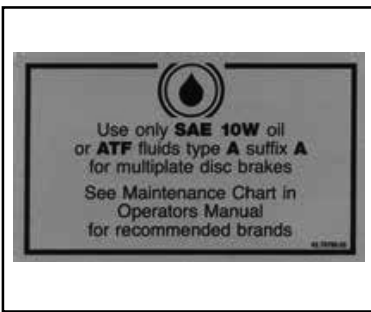 Use only SAE 10W oil
or ATF fluids type A suffix A
for multiplate disc brakes
See Maintenance Chart in
Operators Manual
for recommended brands